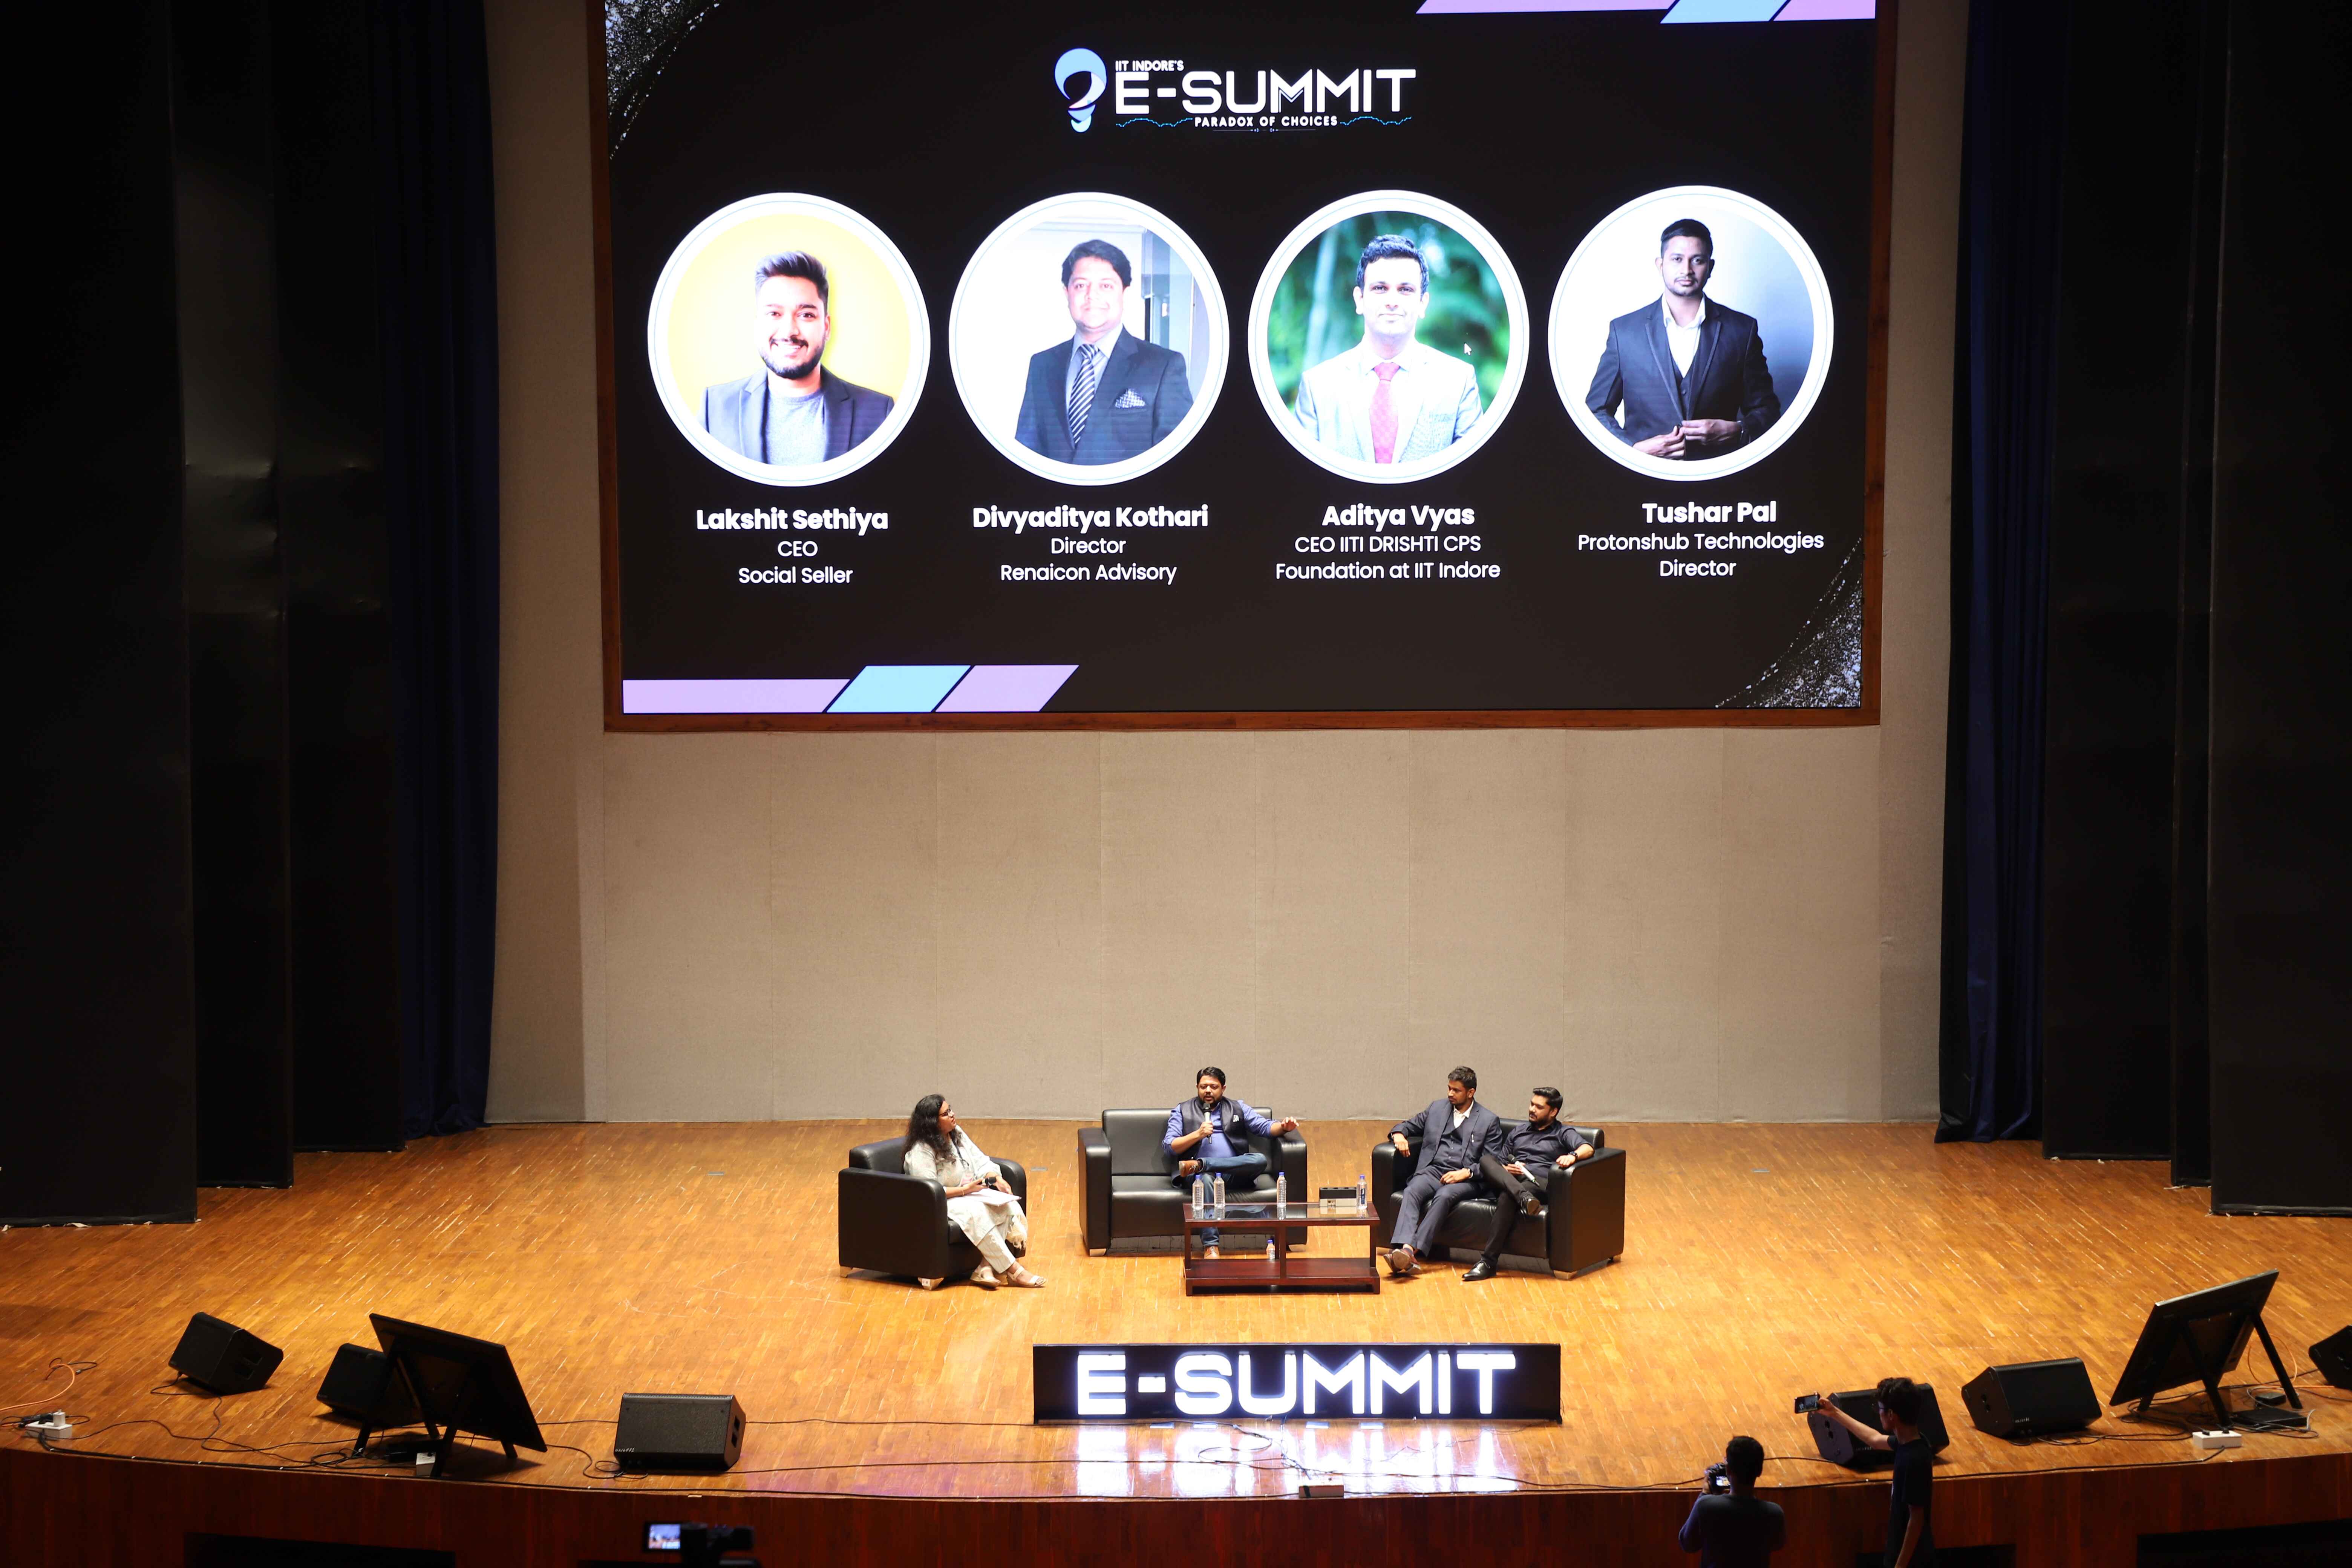 IIT INDORE'S
E-SUMMIT
PARADOX OF CHOICES
Lakshit Sethiya
CEO
Social Seller
Divyaditya Kothari
Director
Renaicon Advisory
Aditya Vyas
CEO IITI DRISHTI CPS
Foundation at IIT Indore
Tushar Pal
Protonshub Technologies
Director
E-SUMMIT